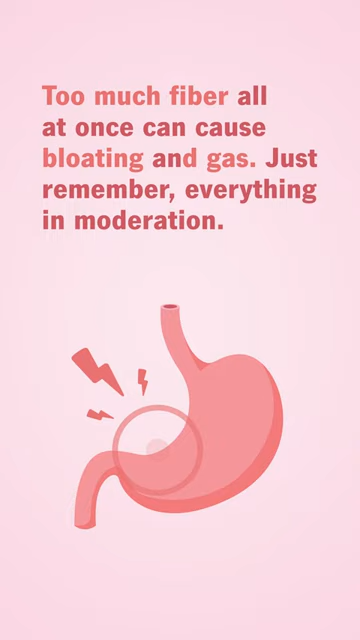 Too much fiber all
at once can cause
bloating and gas. Just
remember, everything
in moderation.